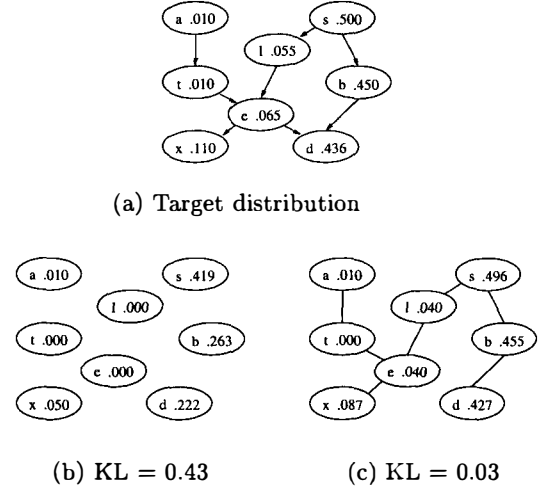 a .010
s .500
l .055
t .010
b .450
e .065
x .110
d .436
(a) Target distribution
a .010
s .419
l .000
t .000
b .263
e .000
x .050
d .222
(b) KL = 0.43
a .010
s .496
l .040
t .000
b .455
e .040
x .087
d .427
(c) KL = 0.03